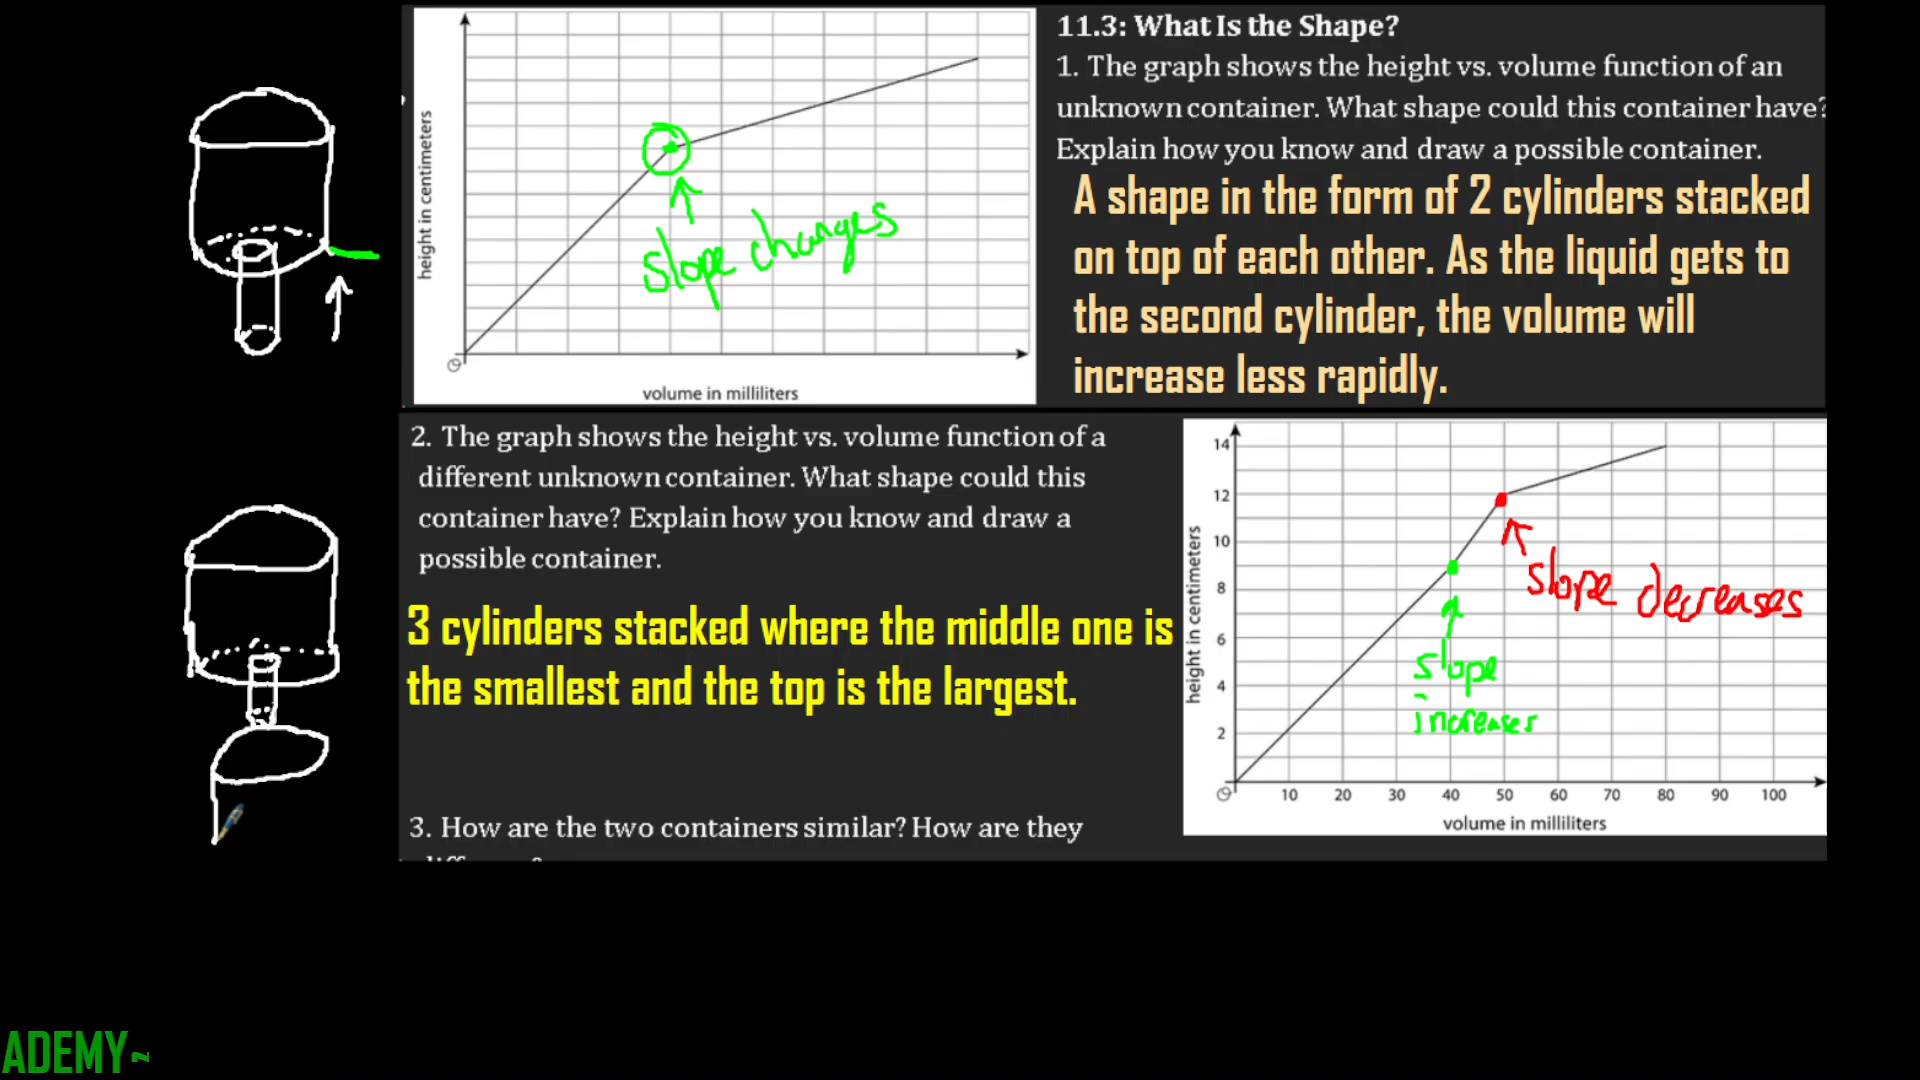 11.3: What Is the Shape?
1. The graph shows the height vs. volume function of an
unknown container. What shape could this container have?
Explain how you know and draw a possible container.
A shape in the form of 2 cylinders stacked
on top of each other. As the liquid gets to
the second cylinder, the volume will
increase less rapidly.
height in centimeters
slope changes
volume in milliliters
2. The graph shows the height vs. volume function of a
different unknown container. What shape could this
container have? Explain how you know and draw a
possible container.
3 cylinders stacked where the middle one is
the smallest and the top is the largest.
14
12
10
8
6
4
2
height in centimeters
slope decreases
slope
increases
10 20 30 40 50 60 70 80 90 100
volume in milliliters
3. How are the two containers similar? How are they
ADEMY~